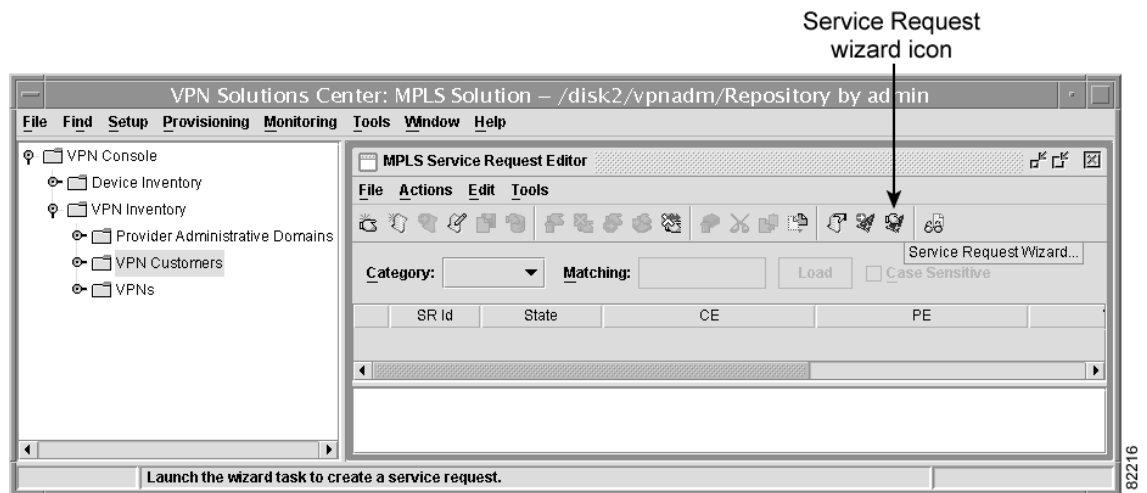 Service Request
wizard icon
VPN Solutions Center: MPLS Solution – /disk2/vpnadm/Repository by admin
File Find Setup Provisioning Monitoring Tools Window Help
VPN Console
Device Inventory
VPN Inventory
Provider Administrative Domains
VPN Customers
VPNs
MPLS Service Request Editor
File Actions Edit Tools
Service Request Wizard...
Category: Matching: Load Case Sensitive
SR Id State CE PE
Launch the wizard task to create a service request.
82216